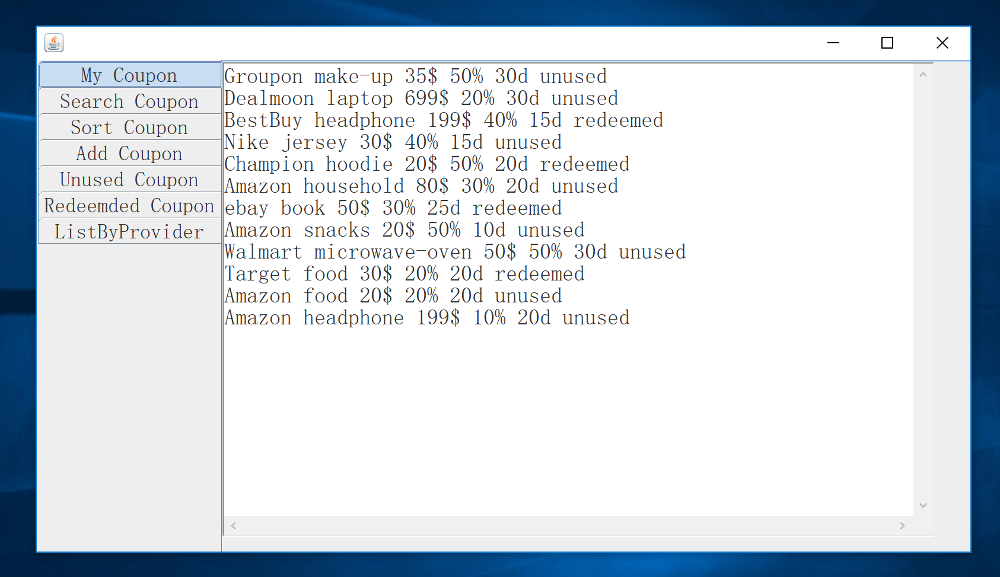 My Coupon
Search Coupon
Sort Coupon
Add Coupon
Unused Coupon
Redeemded Coupon
ListByProvider
Groupon make-up 35$ 50% 30d unused
Dealmoon laptop 699$ 20% 30d unused
BestBuy headphone 199$ 40% 15d redeemed
Nike jersey 30$ 40% 15d unused
Champion hoodie 20$ 50% 20d redeemed
Amazon household 80$ 30% 20d unused
ebay book 50$ 30% 25d redeemed
Amazon snacks 20$ 50% 10d unused
Walmart microwave-oven 50$ 50% 30d unused
Target food 30$ 20% 20d redeemed
Amazon food 20$ 20% 20d unused
Amazon headphone 199$ 10% 20d unused